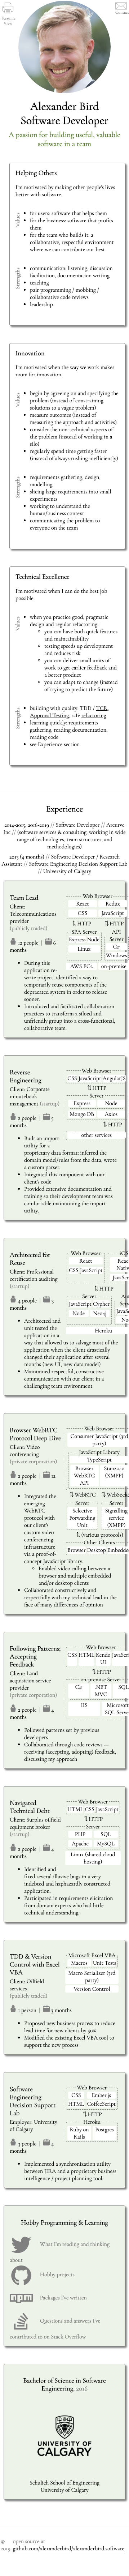 Resume View
Contact
Alexander Bird
Software Developer
A passion for building useful, valuable
software in a team
Helping Others
I'm motivated by making other people's lives
better with software.
Values
for users: software that helps them
for the business: software that profits
them
for the team who builds it: a
collaborative, respectful environment
where we can contribute our best
Strengths
communication: listening, discussion
facilitation, documentation writing
teaching
pair programming / mobbing /
collaborative code reviews
leadership
Innovation
I'm motivated when the way we work makes
room for innovation.
Values
begin by agreeing on and specifying the
problem (instead of constraining
solutions to a vague problem)
measure outcomes (instead of
measuring the approach and activities)
consider the non-software aspects of
the problem (instead of working in a
silo)
regularly spend time getting faster
(instead of always rushing inefficiently)
Strengths
requirements gathering, design,
modelling
slicing large requirements into small
experiments
working to understand the
human/business context
communicating the problem to
everyone on the team
Technical Excellence
I'm motivated when I can do the best job
possible.
Values
when you practice good, pragmatic
design and regular refactoring:
you can have both quick features
and maintainability
testing speeds up development
and reduces risk
you can deliver small units of
work to get earlier feedback and
a better product
you can adapt to change (instead
of trying to predict the future)
Strengths
building with quality: TDD / TCR,
Approval Testing, safe refactoring
learning quickly: requirements
gathering, reading documentation,
reading code
see Experience section
Experience
2014-2015, 2016-2019 // Software Developer // Arcurve
Inc // (software services & consulting: working in wide
range of technologies, team structures, and
methodologies)
2013 (4 months) // Software Developer / Research
Assistant // Software Engineering Decision Support Lab
// University of Calgary
Team Lead
Client:
Telecommunications
provider
(publicly traded)
12 people | 6
months
Web Browser
React Redux
CSS JavaScript
HTTP HTTP
SPA Server API
Express Node Server
Linux C#
Windows
AWS EC2 on-premise
During this
application re-
write project, I identified ways to
temporarily reuse components of the
deprecated system in order to release
sooner.
Introduced and facilitated collaboration
practices to transform a siloed and
unruly group into a cross-functional,
collaborative team.
Reverse
Engineering
Client: Corporate
minute book
management (startup)
2 people | 5
months
Web Browser
CSS JavaScript AngularJS
HTTP
Server
Express Node
Mongo DB Axios
HTTP
other services
Built an import
utility for a
proprietary data format: inferred the
domain model/rules from the data, wrote
a custom parser.
Integrated this component with our
client's code
Provided extensive documentation and
training so their development team was
comfortable maintaining the import
utility.
Architected for
Reuse
Client: Professional
certification auditing
(startup)
4 people | 3
months
Web Browser
React
CSS JavaScript
HTTP
Server
JavaScript Cypher
Node Neo4j
Heroku
Architected and
unit tested the
application in a
way that allowed us to salvage most of the
application when the client drastically
changed their application after several
months (new UI, new data model)
Maintained respectful, constructive
communication when our client in a
challenging team environment
Browser WebRTC
Protocol Deep Dive
Client: Video
conferencing
(private corporation)
2 people | 12
months
Web Browser
Consumer JavaScript (3rd
party)
JavaScript Library
TypeScript
Browser Stanza.io
WebRTC (XMPP)
API
WebRTC
Server Server
Selective Signalling
Forwarding server
Unit (XMPP)
(various protocols)
Other Clients
Browser Desktop Embedded
Integrated the
emerging
WebRTC
protocol with
our client's
custom video
conferencing
infrastructure
in a proof-of-
concept JavaScript library.
Enabled video calling between a
browser and multiple embedded
and/or desktop clients
Collaborated constructively and
respectfully with my technical lead in the
face of many differences of opinion
Following Patterns;
Accepting
Feedback
Client: Land
acquisition service
provider
(private corporation)
2 people | 4
months
Web Browser
CSS HTML Kendo JavaScript
UI
HTTP
on-premise Server
C# .NET SQL
MVC
IIS Microsoft
SQL Server
Followed patterns set by previous
developers
Collaborated through code reviews —
receiving (accepting, adopting) feedback,
discussing my approach
Navigated
Technical Debt
Client: Surplus oilfield
equipment broker
(startup)
2 people | 4
months
Web Browser
HTML CSS JavaScript
HTTP
Server
PHP SQL
Apache MySQL
Linux (shared cloud
hosting)
Identified and
fixed several illusive bugs in a very
indebted and haphazardly constructed
application.
Participated in requirements elicitation
from domain experts who had little
technical understanding.
TDD & Version
Control with Excel
VBA
Client: Oilfield
services
(publicly traded)
1 person | 3 months
Microsoft Excel VBA
Macros Unit Tests
Macro Serializer (3rd
party)
Version Control
Proposed new business process to reduce
lead time for new clients by 50%
Modified the existing Excel VBA tool to
support the new process
Software
Engineering
Decision Support
Lab
Employer: University
of Calgary
3 people | 4
months
Web Browser
CSS Ember.js
HTML CoffeeScript
HTTP
Heroku
Ruby on Postgres
Rails
Implemented a synchronization utility
between JIRA and a proprietary business
intelligence / project planning tool.
Hobby Programming & Learning
What I'm reading and thinking
about
Hobby projects
npm
Packages I've written
Questions and answers I've
contributed to on Stack Overflow
Bachelor of Science in Software
Engineering, 2016
UNIVERSITY OF
CALGARY
Schulich School of Engineering
University of Calgary
open source at
2019 github.com/alexanderbird/alexanderbird.software